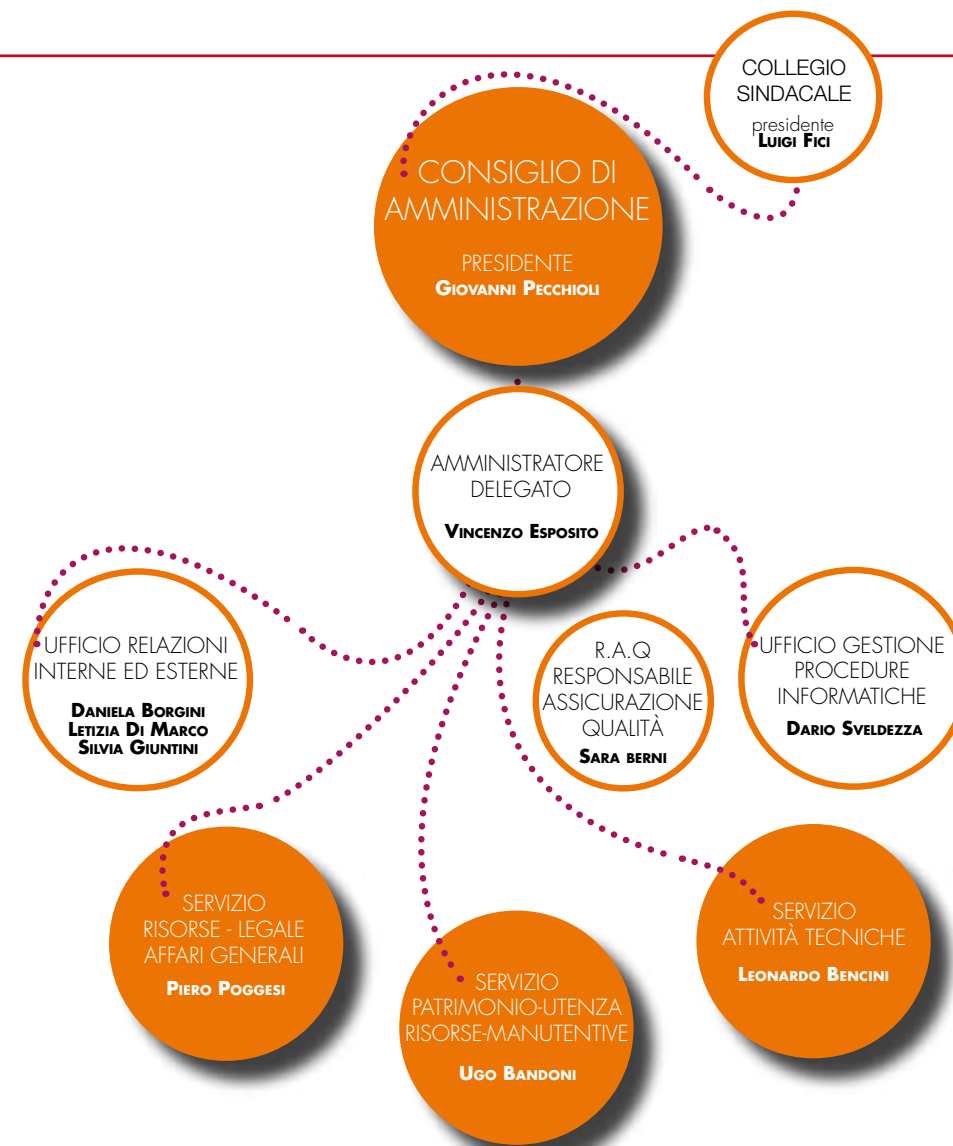 COLLEGIO
SINDACALE
presidente
LUIGI FICI
CONSIGLIO DI
AMMINISTRAZIONE
PRESIDENTE
GIOVANNI PECCHIOLI
AMMINISTRATORE
DELEGATO
VINCENZO ESPOSITO
UFFICIO RELAZIONI
INTERNE ED ESTERNE
DANIELA BORGINI
LETIZIA DI MARCO
SILVIA GIUNTINI
R.A.Q
RESPONSABILE
ASSICURAZIONE
QUALITÀ
SARA BERNI
UFFICIO GESTIONE
PROCEDURE
INFORMATICHE
DARIO SVELDEZZA
SERVIZIO
RISORSE - LEGALE
AFFARI GENERALI
PIERO POGGESI
SERVIZIO
PATRIMONIO-UTENZA
RISORSE-MANUTENTIVE
UGO BANDONI
SERVIZIO
ATTIVITÀ TECNICHE
LEONARDO BENCINI